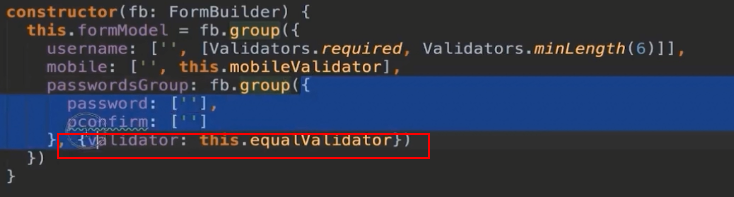 constructor(fb: FormBuilder) {
this.formModel = fb.group({
username: ['', [Validators.required, Validators.minLength(6)]],
mobile: ['', this.mobileValidator],
passwordsGroup: fb.group({
password: [''],
pconfirm: ['']
}, {validator: this.equalValidator})
})
}